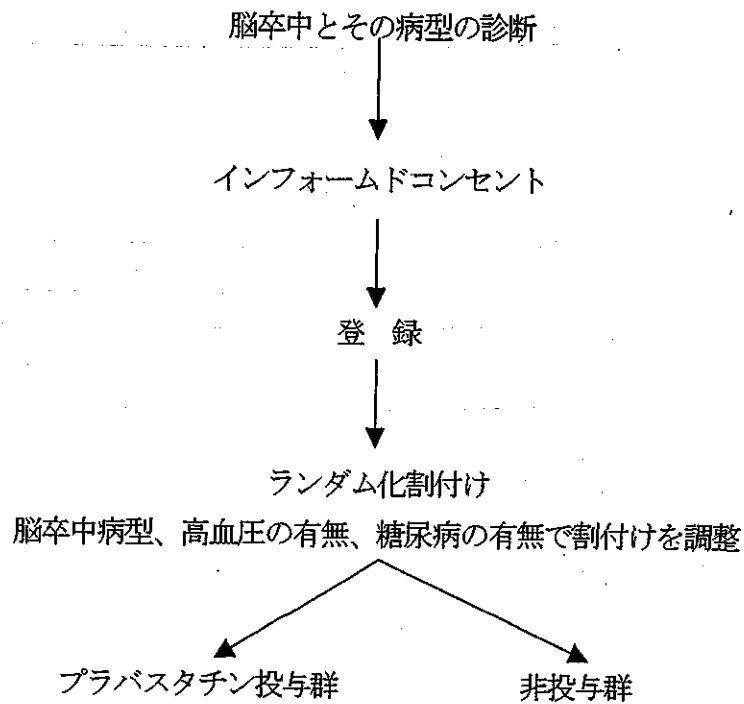 脳卒中とその病型の診断
インフォームドコンセント
登 録
ランダム化割付け
脳卒中病型、高血圧の有無、糖尿病の有無で割付けを調整
プラバスタチン投与群
非投与群